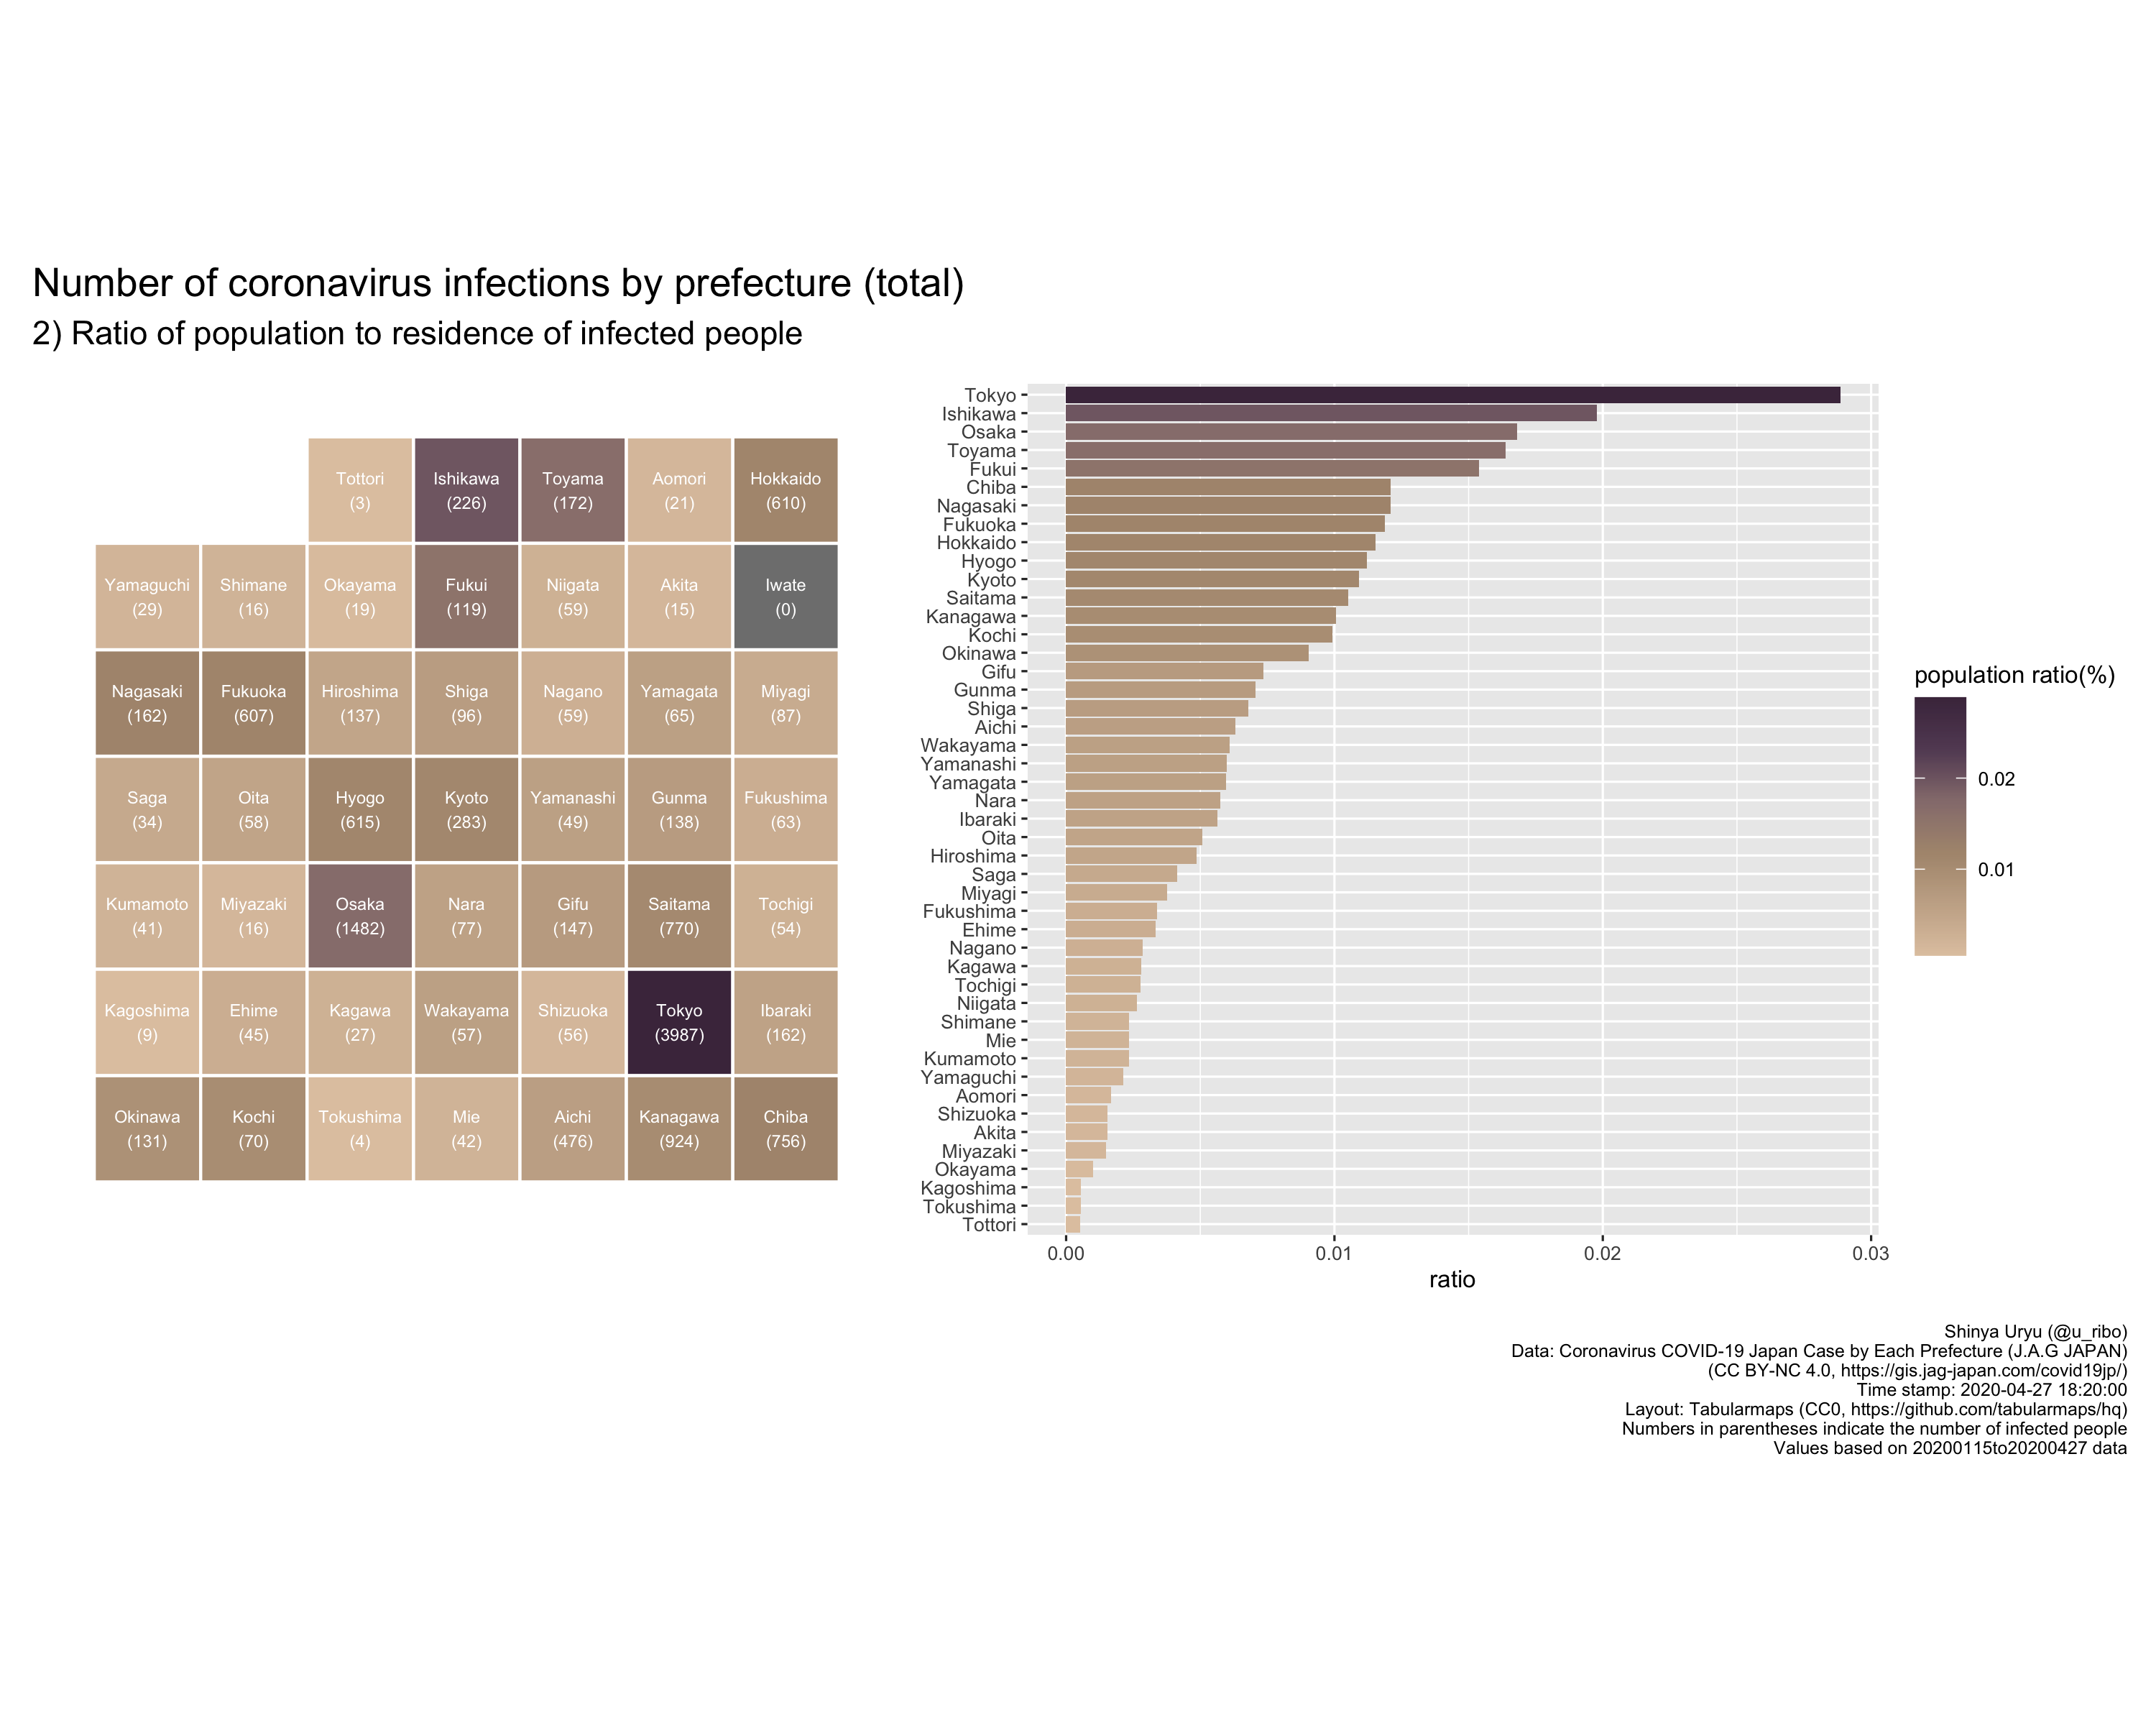 Number of coronavirus infections by prefecture (total)
2) Ratio of population to residence of infected people
Tottori
(3)
Ishikawa
(226)
Toyama
(172)
Aomori
(21)
Hokkaido
(610)
Yamaguchi
(29)
Shimane
(16)
Okayama
(19)
Fukui
(119)
Niigata
(59)
Akita
(15)
Iwate
(0)
Nagasaki
(162)
Fukuoka
(607)
Hiroshima
(137)
Shiga
(96)
Nagano
(59)
Yamagata
(65)
Miyagi
(87)
Saga
(34)
Oita
(58)
Hyogo
(615)
Kyoto
(283)
Yamanashi
(49)
Gunma
(138)
Fukushima
(63)
Kumamoto
(41)
Miyazaki
(16)
Osaka
(1482)
Nara
(77)
Gifu
(147)
Saitama
(770)
Tochigi
(54)
Kagoshima
(9)
Ehime
(45)
Kagawa
(27)
Wakayama
(57)
Shizuoka
(56)
Tokyo
(3987)
Ibaraki
(162)
Okinawa
(131)
Kochi
(70)
Tokushima
(4)
Mie
(42)
Aichi
(476)
Kanagawa
(924)
Chiba
(756)
Tokyo
Ishikawa
Osaka
Toyama
Fukui
Chiba
Nagasaki
Fukuoka
Hokkaido
Hyogo
Kyoto
Saitama
Kanagawa
Kochi
Okinawa
Gifu
Gunma
Shiga
Aichi
Wakayama
Yamanashi
Yamagata
Nara
Ibaraki
Oita
Hiroshima
Saga
Miyagi
Fukushima
Ehime
Nagano
Kagawa
Tochigi
Niigata
Shimane
Mie
Kumamoto
Yamaguchi
Aomori
Shizuoka
Akita
Miyazaki
Okayama
Kagoshima
Tokushima
Tottori
0.00 0.01 0.02 0.03
ratio
population ratio(%)
0.02
0.01
Shinya Uryu (@u_ribo)
Data: Coronavirus COVID-19 Japan Case by Each Prefecture (J.A.G JAPAN)
(CC BY-NC 4.0, https://gis.jag-japan.com/covid19jp/)
Time stamp: 2020-04-27 18:20:00
Layout: Tabularmaps (CC0, https://github.com/tabularmaps/hq)
Numbers in parentheses indicate the number of infected people
Values based on 20200115to20200427 data